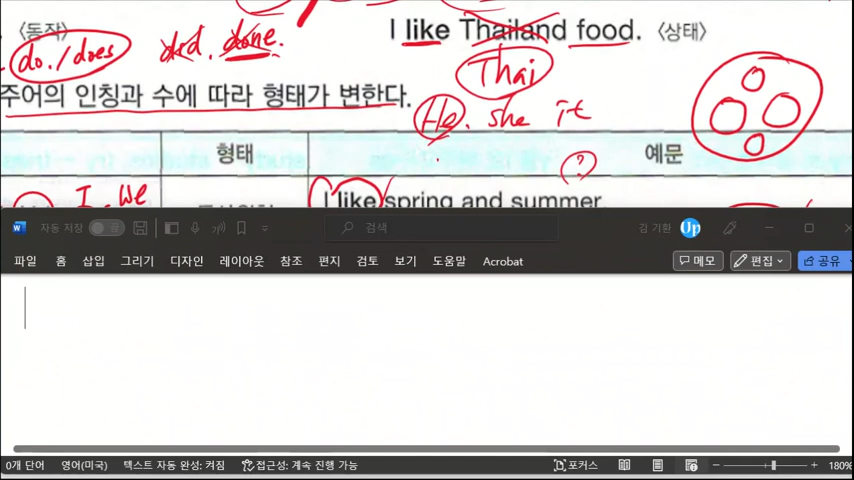 I like Thailand food. 〈상태〉
〈동작〉
do. / does did. done.
Thai
주어의 인칭과 수에 따라 형태가 변한다.
He. she it
형태 예문
?
I. we
I like spring and summer
자동 저장 끔 검색 김 기환
파일 홈 삽입 그리기 디자인 레이아웃 참조 편지 검토 보기 도움말 Acrobat 메모 편집 공유
0개 단어 영어(미국) 텍스트 자동 완성: 켜짐 접근성: 계속 진행 가능 포커스 180%